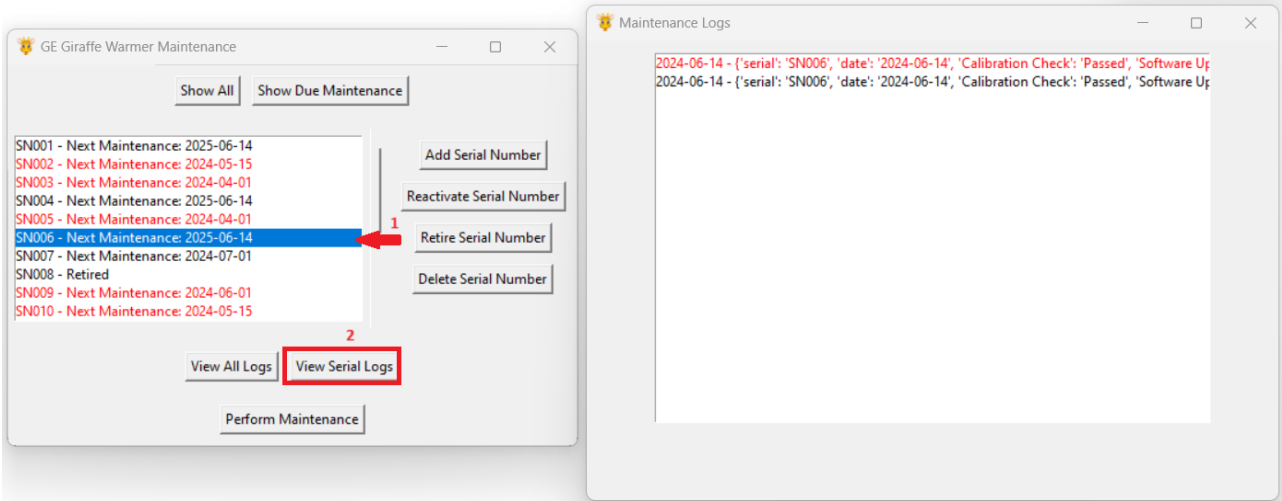 GE Giraffe Warmer Maintenance
Show All
Show Due Maintenance
SN001 - Next Maintenance: 2025-06-14
SN002 - Next Maintenance: 2024-05-15
SN003 - Next Maintenance: 2024-04-01
SN004 - Next Maintenance: 2025-06-14
SN005 - Next Maintenance: 2024-04-01
SN006 - Next Maintenance: 2025-06-14
SN007 - Next Maintenance: 2024-07-01
SN008 - Retired
SN009 - Next Maintenance: 2024-06-01
SN010 - Next Maintenance: 2024-05-15
Add Serial Number
Reactivate Serial Number
1
Retire Serial Number
Delete Serial Number
2
View All Logs
View Serial Logs
Perform Maintenance
Maintenance Logs
2024-06-14 - {'serial': 'SN006', 'date': '2024-06-14', 'Calibration Check': 'Passed', 'Software Up
2024-06-14 - {'serial': 'SN006', 'date': '2024-06-14', 'Calibration Check': 'Passed', 'Software Up